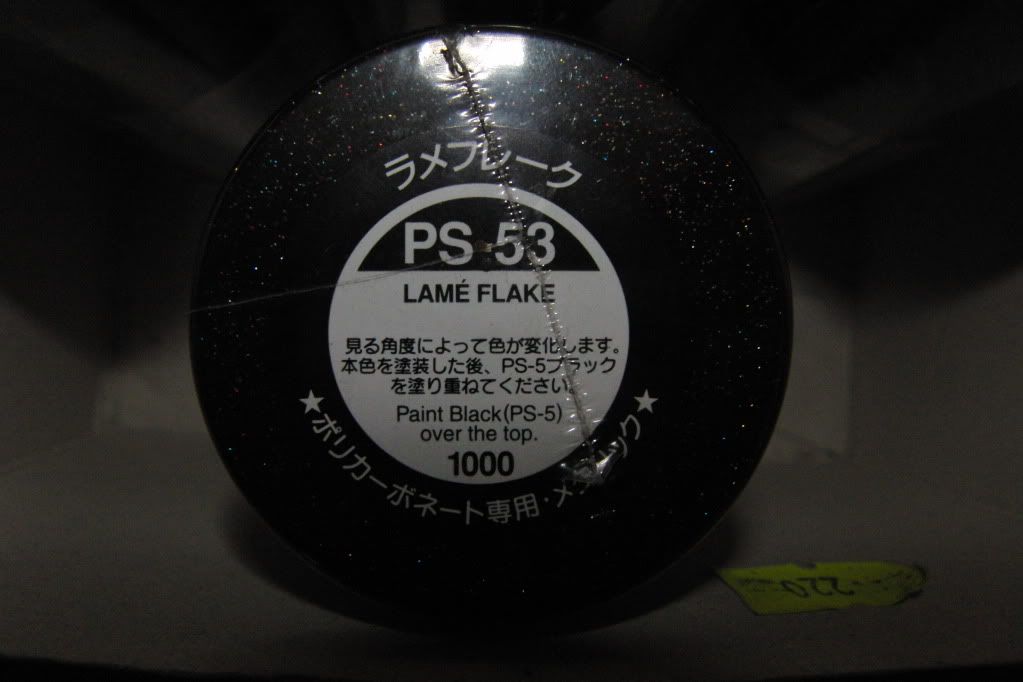 ラメフレーク
PS-53
LAMÉ FLAKE
見る角度によって色が変化します。
本色を塗装した後、PS-5ブラック
を塗り重ねてください。
Paint Black(PS-5)
over the top.
1000
★ポリカーボネート専用・メタリック★
220